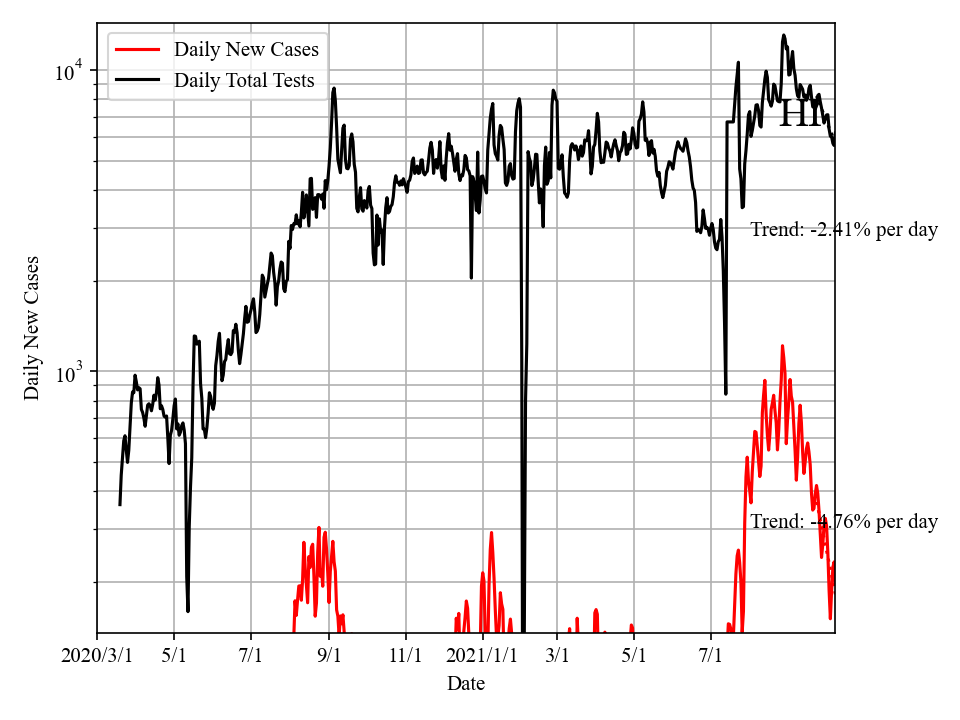 Daily New Cases
Daily Total Tests
10^4
HI
Trend: -2.41% per day
Daily New Cases
10^3
Trend: -4.76% per day
2020/3/1 5/1 7/1 9/1 11/1 2021/1/1 3/1 5/1 7/1
Date